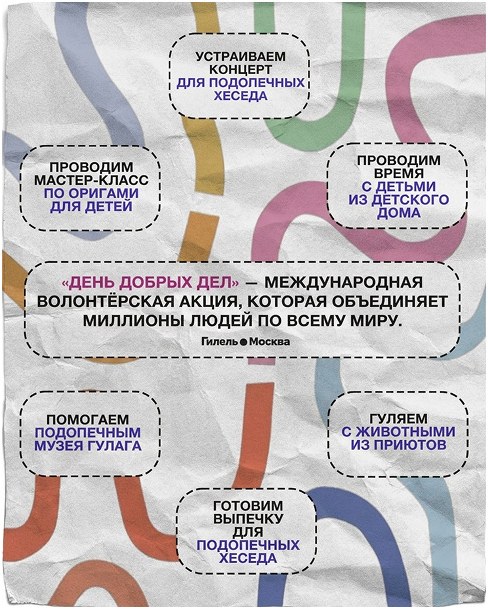 УСТРАИВАЕМ
КОНЦЕРТ
ДЛЯ ПОДОПЕЧНЫХ
ХЕСЕДА
ПРОВОДИМ
МАСТЕР-КЛАСС
ПО ОРИГАМИ
ДЛЯ ДЕТЕЙ
ПРОВОДИМ
ВРЕМЯ
С ДЕТЬМИ
ИЗ ДЕТСКОГО
ДОМА
«ДЕНЬ ДОБРЫХ ДЕЛ» — МЕЖДУНАРОДНАЯ
ВОЛОНТЁРСКАЯ АКЦИЯ, КОТОРАЯ ОБЪЕДИНЯЕТ
МИЛЛИОНЫ ЛЮДЕЙ ПО ВСЕМУ МИРУ.
Гилель●Москва
ПОМОГАЕМ
ПОДОПЕЧНЫМ
МУЗЕЯ ГУЛАГА
ГУЛЯЕМ
С ЖИВОТНЫМИ
ИЗ ПРИЮТОВ
ГОТОВИМ
ВЫПЕЧКУ
ДЛЯ
ПОДОПЕЧНЫХ
ХЕСЕДА